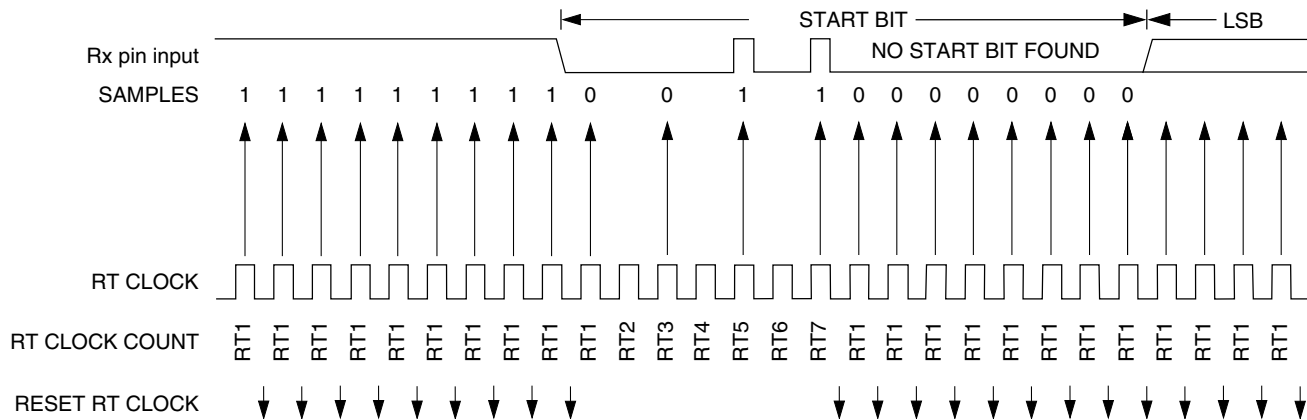 START BIT
LSB
Rx pin input
NO START BIT FOUND
SAMPLES 1 1 1 1 1 1 1 1 1 0 0 1 1 0 0 0 0 0 0 0 0
RT CLOCK
RT CLOCK COUNT RT1 RT1 RT1 RT1 RT1 RT1 RT1 RT1 RT1 RT1 RT2 RT3 RT4 RT5 RT6 RT7 RT1 RT1 RT1 RT1 RT1 RT1 RT1 RT1 RT1 RT1 RT1 RT1
RESET RT CLOCK